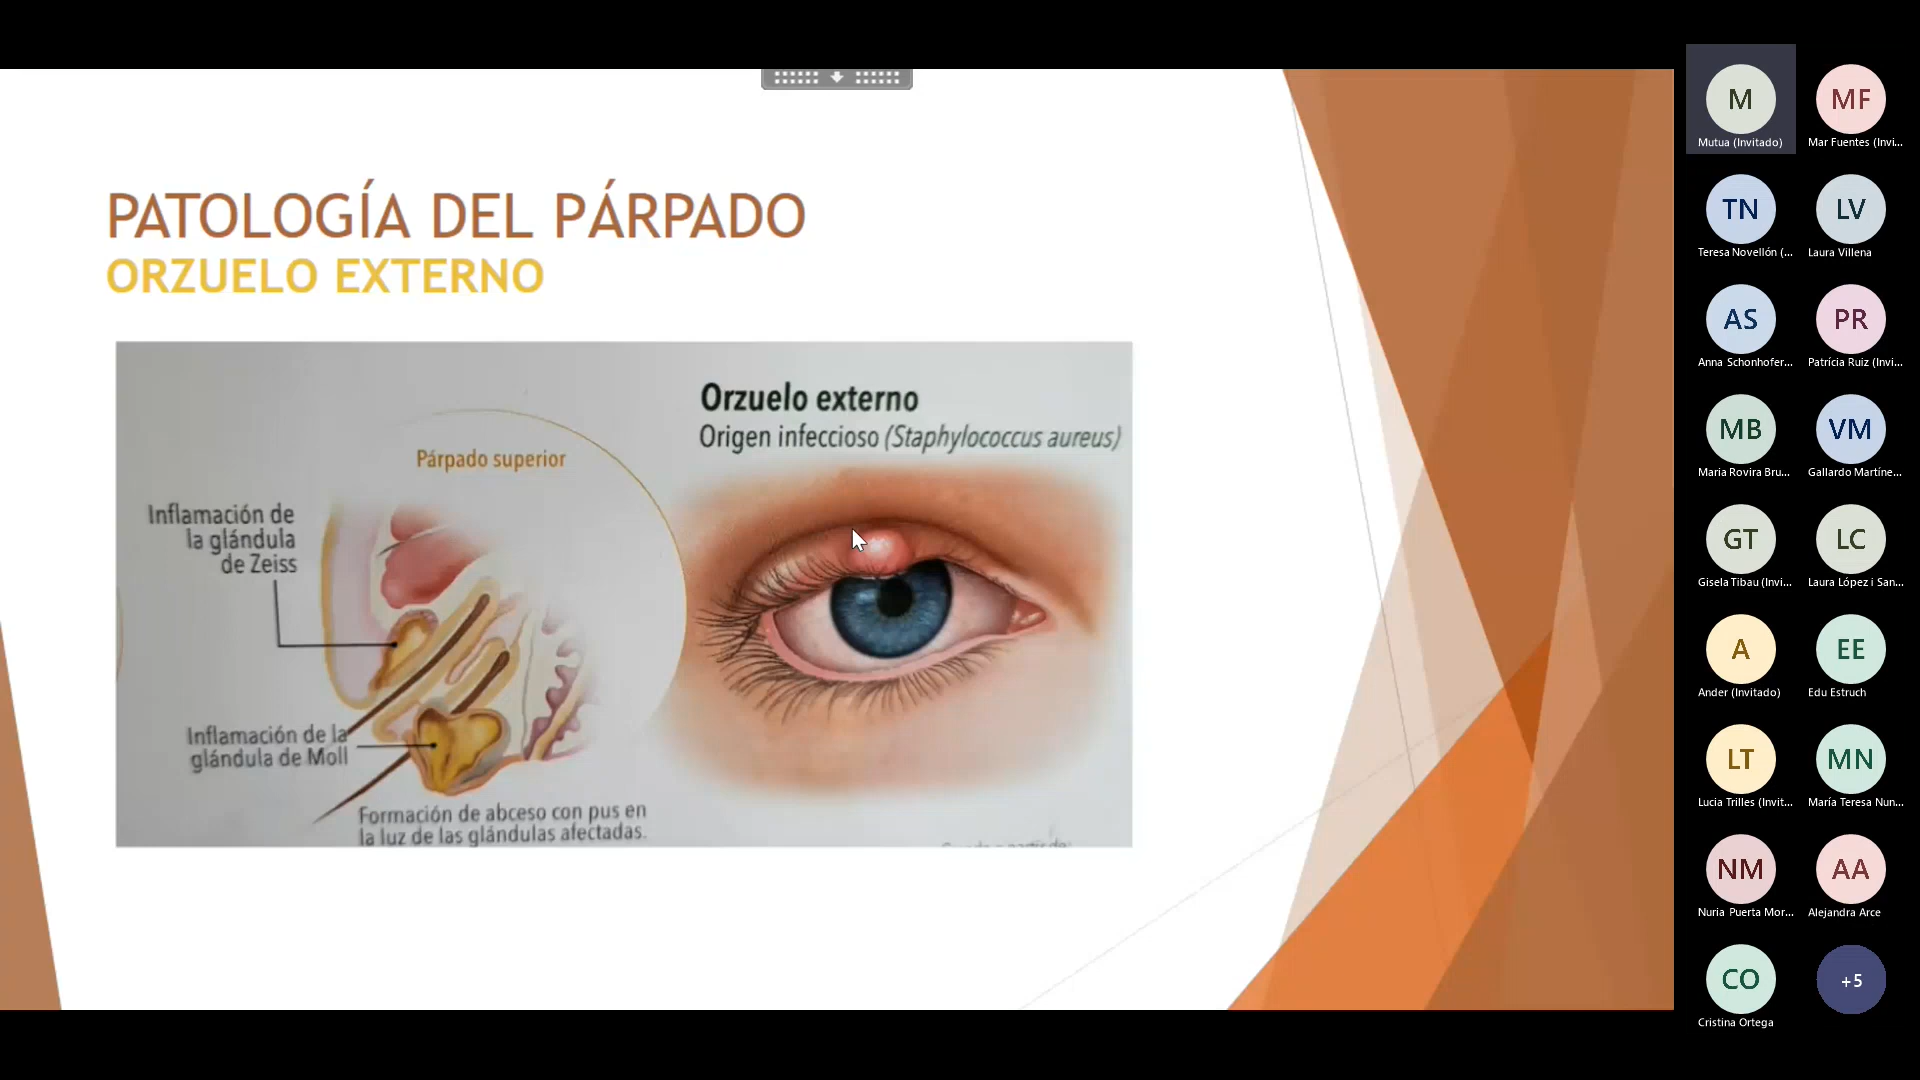 PATOLOGÍA DEL PÁRPADO
ORZUELO EXTERNO
Orzuelo externo
Origen infeccioso (Staphylococcus aureus)
Párpado superior
Inflamación de
la glándula
de Zeiss
Inflamación de la
glándula de Moll
Formación de abceso con pus en
la luz de las glándulas afectadas.
M
Mutua (Invitado)
MF
Mar Fuentes (Invi...
TN
Teresa Novellón (...
LV
Laura Villena
AS
Anna Schonhofer...
PR
Patrícia Ruiz (Invi...
MB
Maria Rovira Bru...
VM
Gallardo Martíne...
GT
Gisela Tibau (Invi...
LC
Laura López i San...
A
Ander (Invitado)
EE
Edu Estruch
LT
Lucia Trilles (Invit...
MN
María Teresa Nun...
NM
Nuria Puerta Mor...
AA
Alejandra Arce
CO
Cristina Ortega
+5